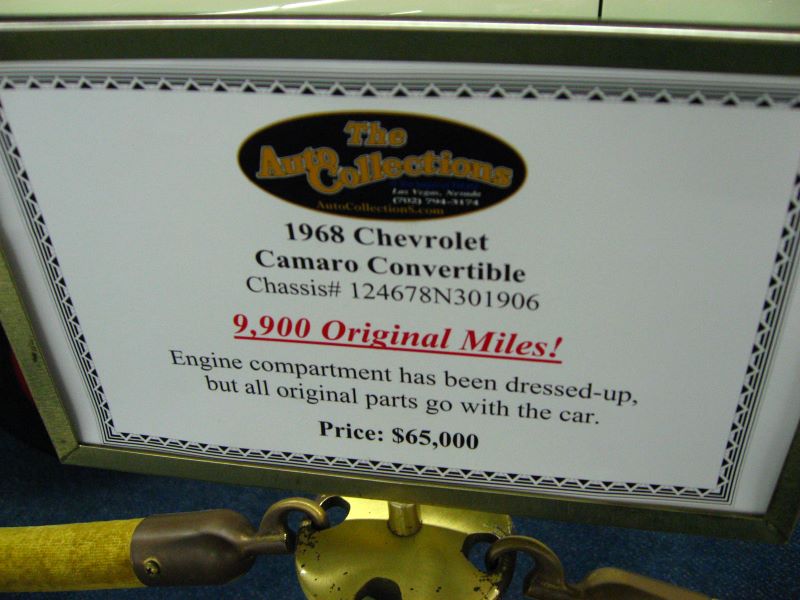 The
Auto Collections
Las Vegas, Nevada
(702) 794-3174
AutoCollectionS.com
1968 Chevrolet
Camaro Convertible
Chassis# 124678N301906
9,900 Original Miles!
Engine compartment has been dressed-up,
but all original parts go with the car.
Price: $65,000